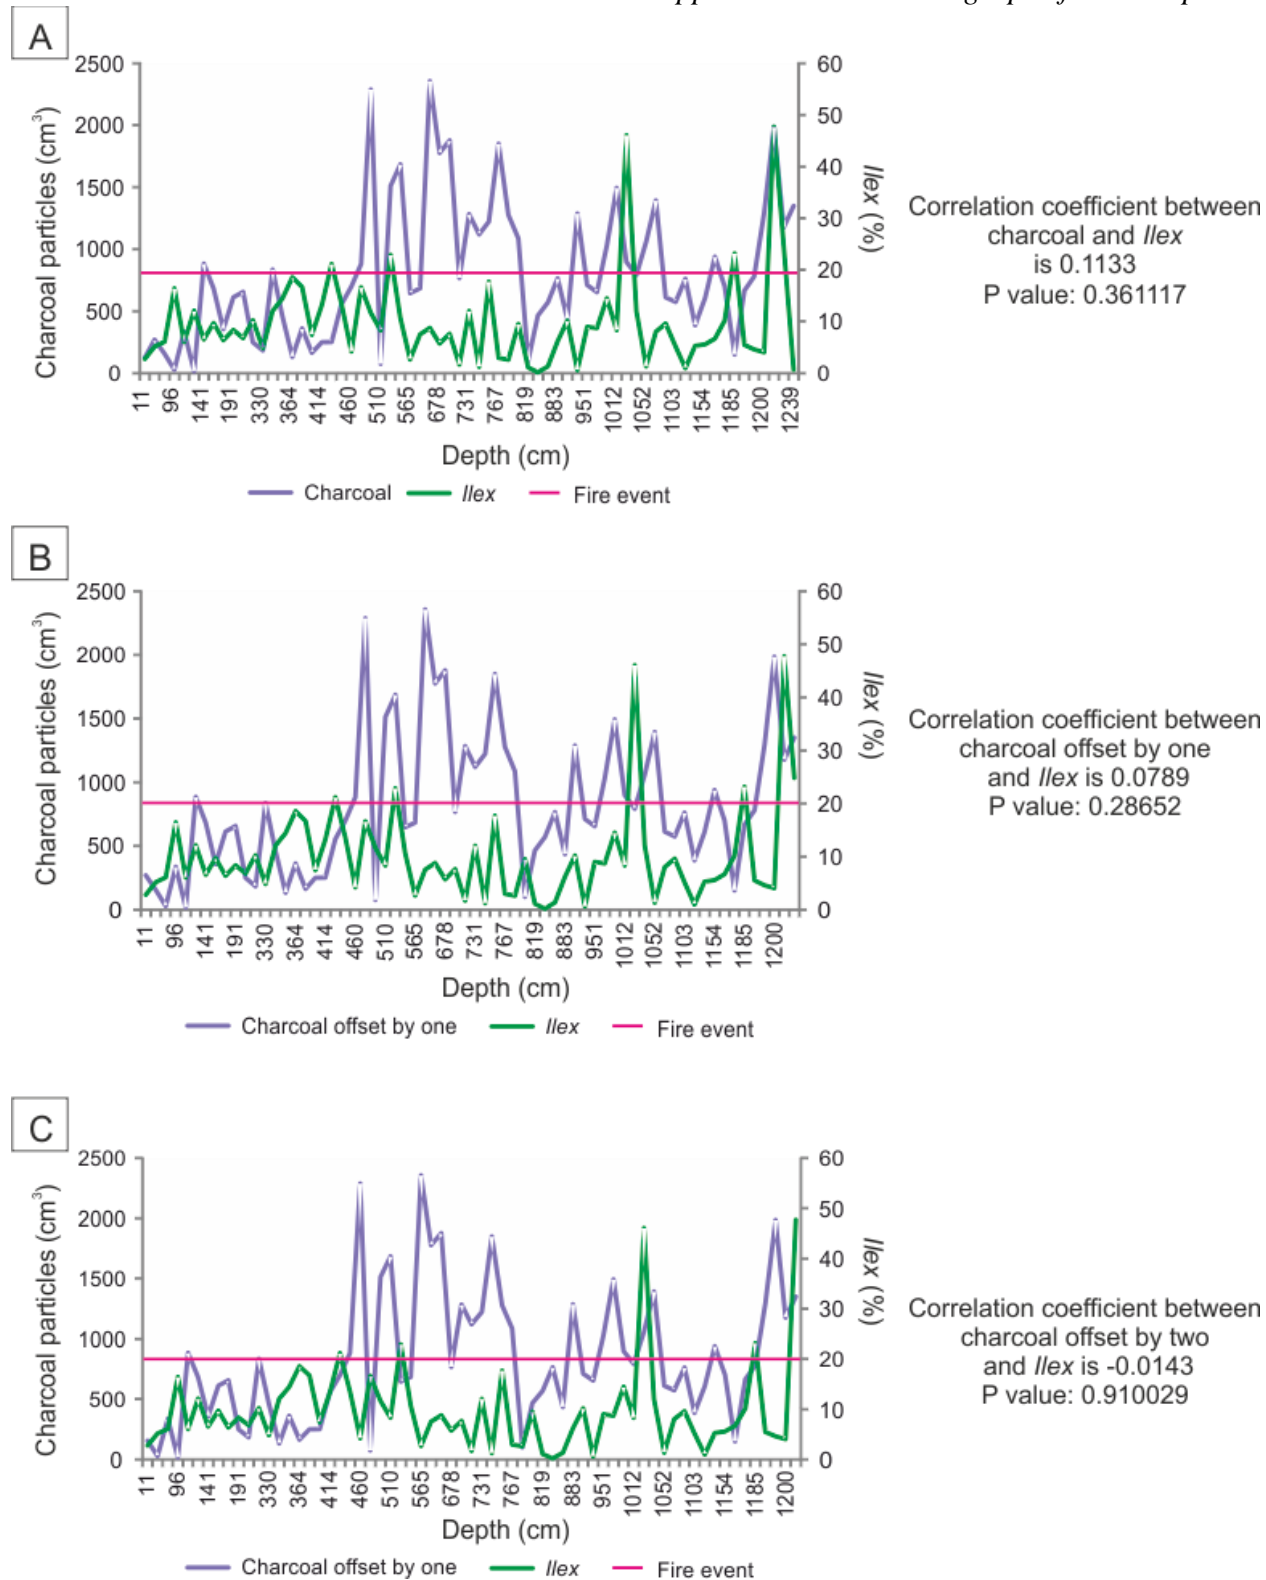 A
Charcoal particles (cm³)
2500
2000
1500
1000
500
0
60
50
40
30
20
10
0
Ilex (%)
11 96 141 191 330 364 414 460 510 565 678 731 767 819 883 951 1012 1052 1103 1154 1185 1200 1239
Depth (cm)
Charcoal Ilex Fire event
Correlation coefficient between
charcoal and Ilex
is 0.1133
P value: 0.361117
B
Charcoal particles (cm³)
2500
2000
1500
1000
500
0
60
50
40
30
20
10
0
Ilex (%)
11 96 141 191 330 364 414 460 510 565 678 731 767 819 883 951 1012 1052 1103 1154 1185 1200
Depth (cm)
Charcoal offset by one Ilex Fire event
Correlation coefficient between
charcoal offset by one
and Ilex is 0.0789
P value: 0.28652
C
Charcoal particles (cm³)
2500
2000
1500
1000
500
0
60
50
40
30
20
10
0
Ilex (%)
11 96 141 191 330 364 414 460 510 565 678 731 767 819 883 951 1012 1052 1103 1154 1185 1200
Depth (cm)
Charcoal offset by one Ilex Fire event
Correlation coefficient between
charcoal offset by two
and Ilex is -0.0143
P value: 0.910029